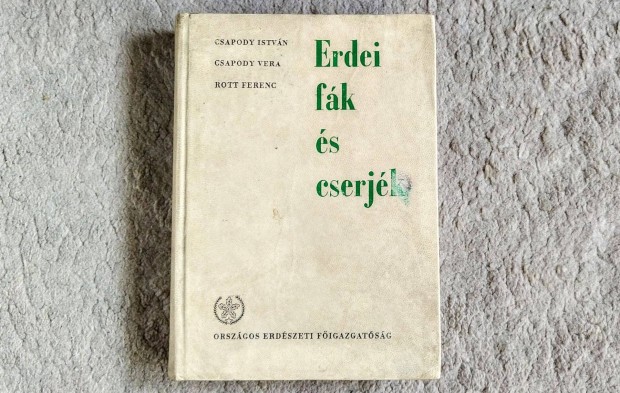 CSAPODY ISTVÁN
CSAPODY VERA
ROTT FERENC
Erdei
fák
és
cserjék
ORSZÁGOS ERDÉSZETI FŐIGAZGATÓSÁG